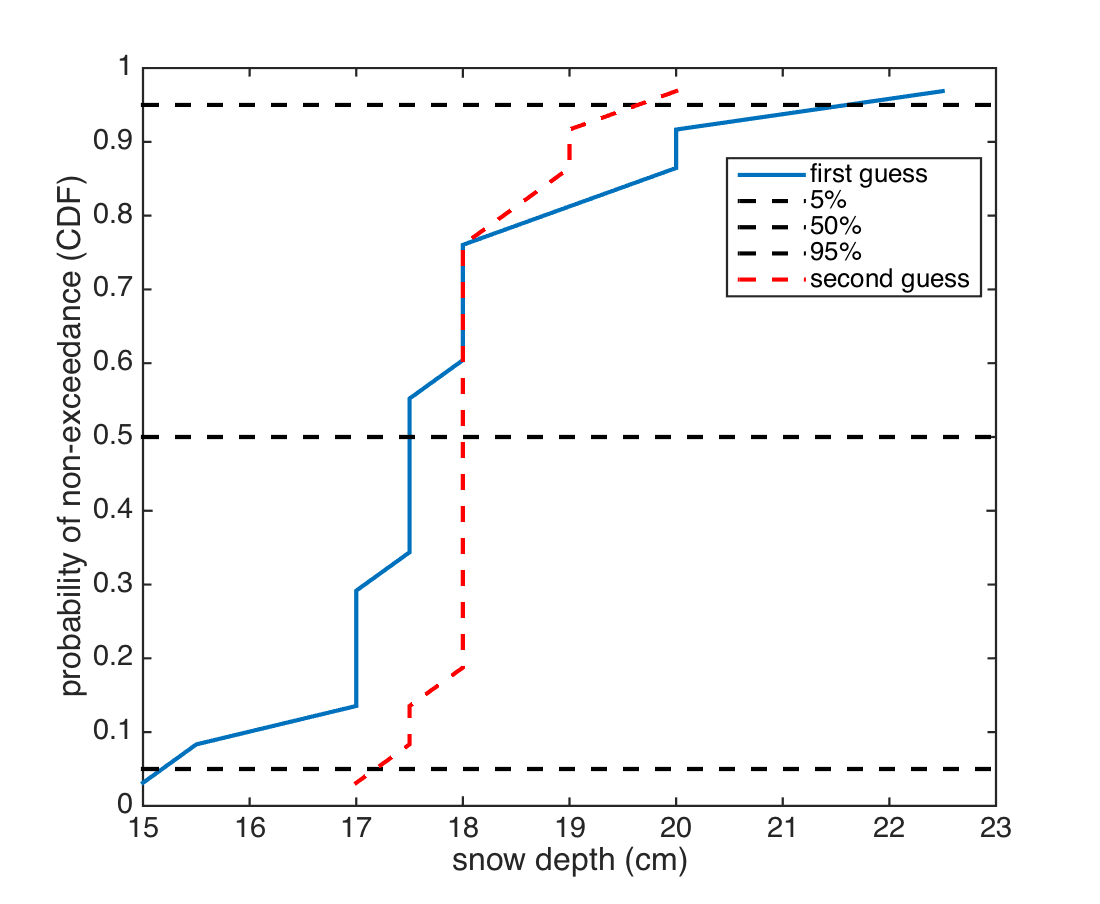 1
0.9
0.8
0.7
0.6
0.5
0.4
0.3
0.2
0.1
0
probability of non-exceedance (CDF)
first guess
5%
50%
95%
second guess
15 16 17 18 19 20 21 22 23
snow depth (cm)